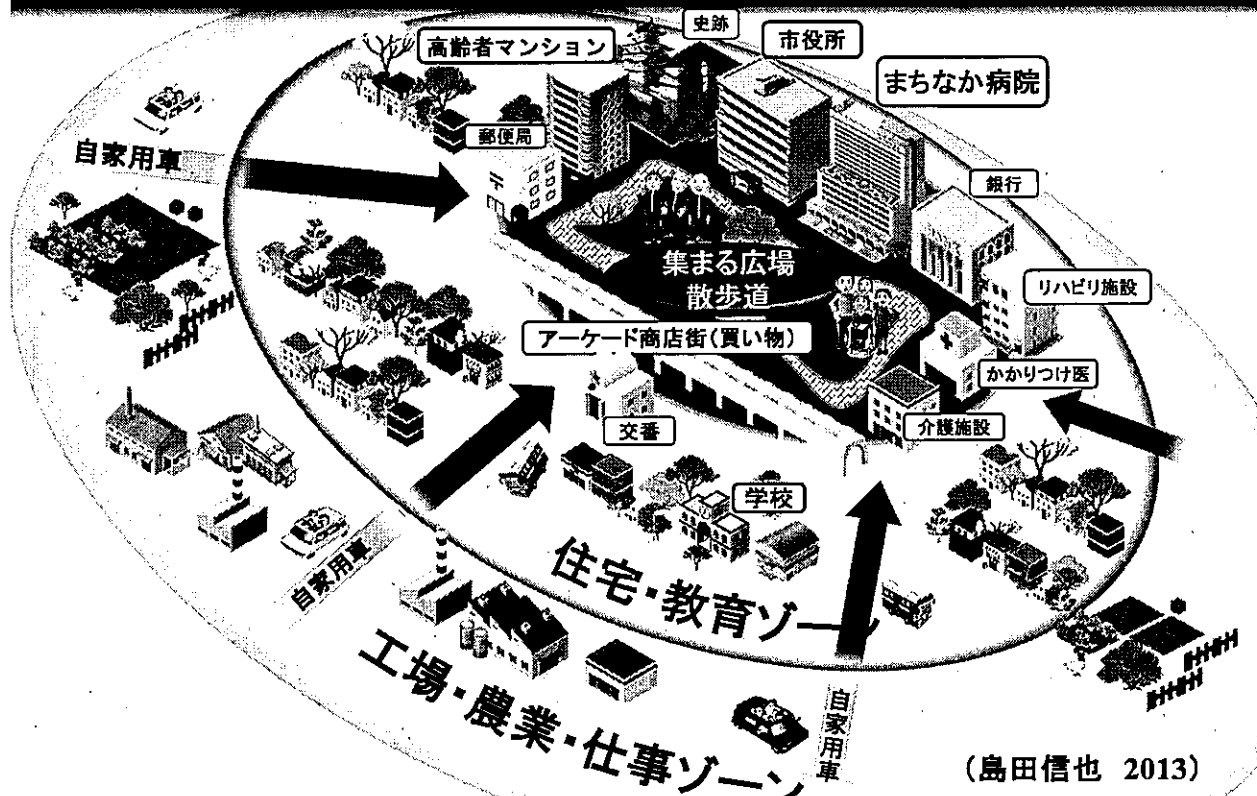 史跡
高齢者マンション
市役所
まちなか病院
郵便局
自家用車
銀行
集まる広場
散歩道
リハビリ施設
アーケード商店街(買い物)
かかりつけ医
交番
介護施設
学校
住宅・教育ゾーン
自家用車
工場・農業・仕事ゾーン
自家用車
(島田信也 2013)